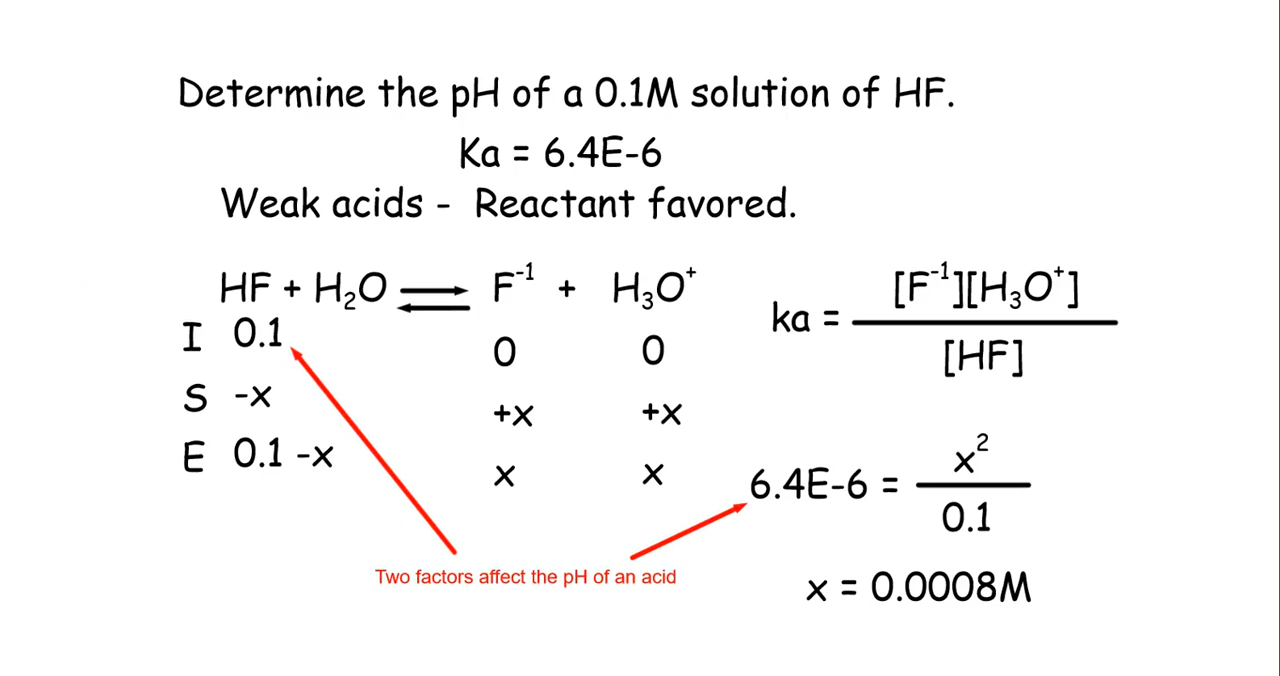 Determine the pH of a 0.1M solution of HF.
Ka = 6.4E-6
Weak acids - Reactant favored.
HF + H₂O ⇌ F⁻¹ + H₃O⁺
I 0.1 0 0
S -x +x +x
E 0.1 -x x x
ka = [F⁻¹][H₃O⁺] / [HF]
6.4E-6 = x² / 0.1
x = 0.0008M
Two factors affect the pH of an acid